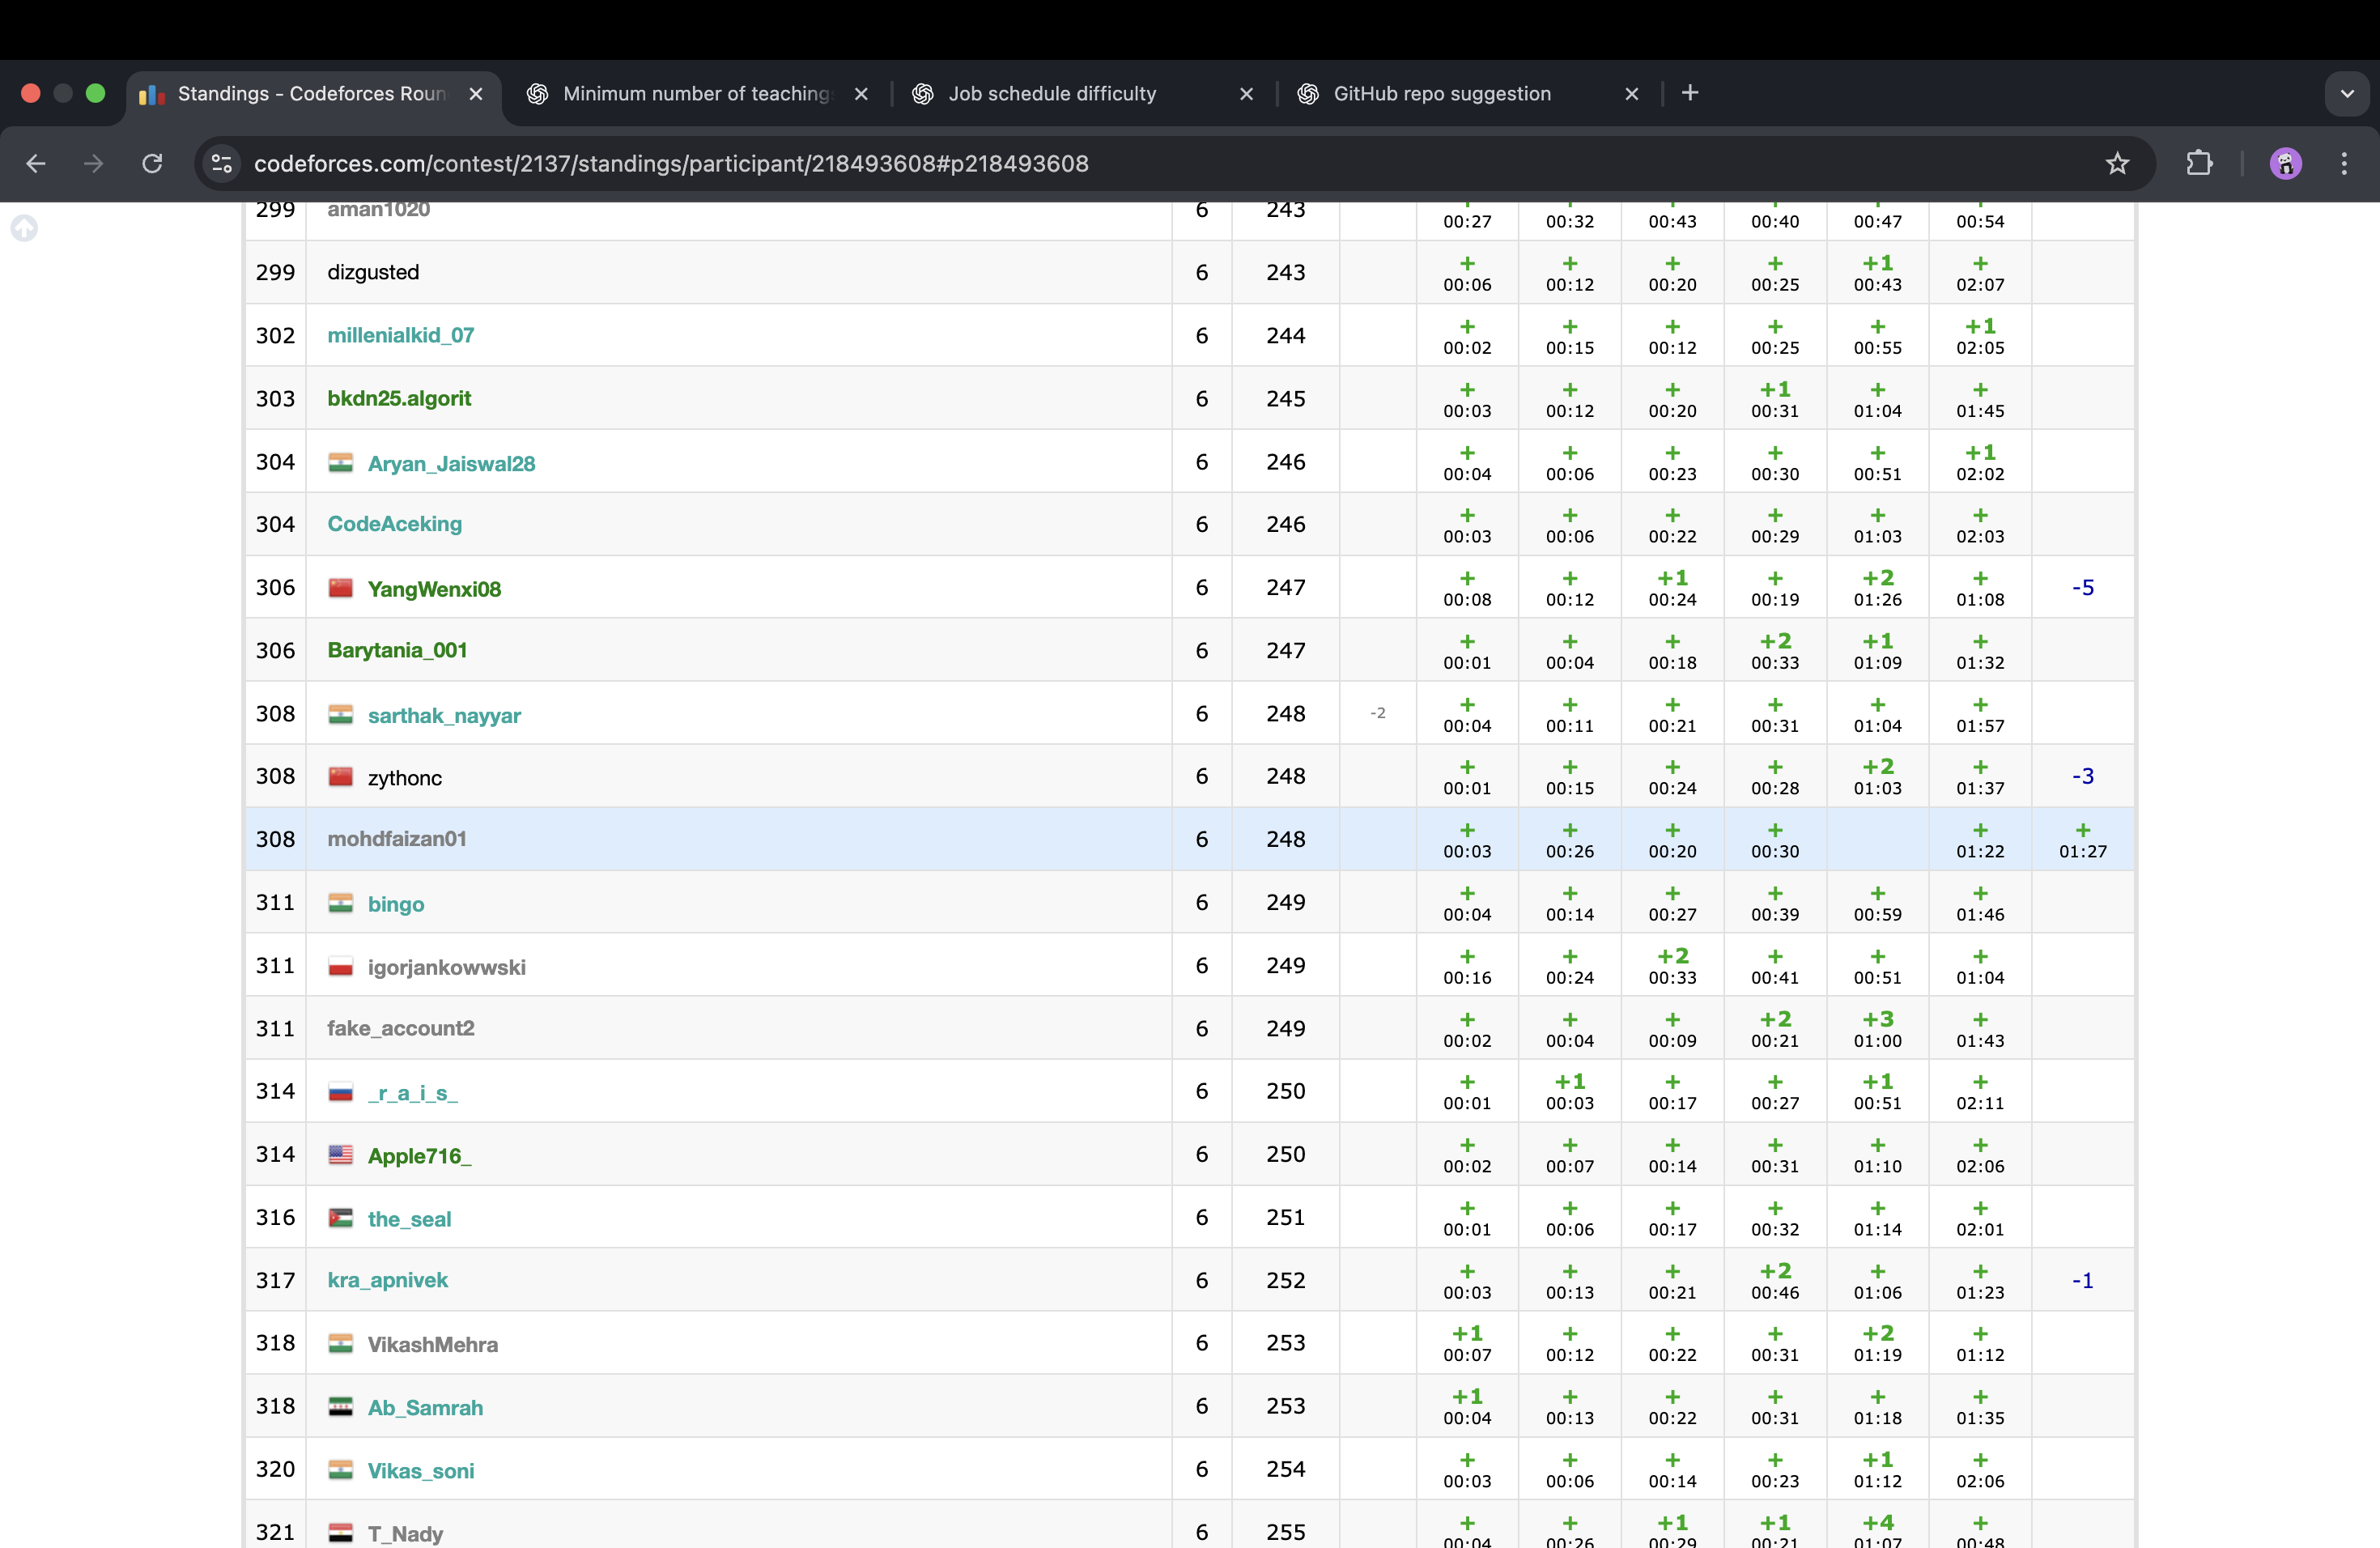 Standings - Codeforces Roun
Minimum number of teaching
Job schedule difficulty
GitHub repo suggestion
codeforces.com/contest/2137/standings/participant/218493608#p218493608
299 aman1020 6 243
00:27 00:32 00:43 00:40 00:47 00:54
+ + + + +1 +
299 dizgusted 6 243
00:06 00:12 00:20 00:25 00:43 02:07
+ + + + + +1
302 millenialkid_07 6 244
00:02 00:15 00:12 00:25 00:55 02:05
+ + + +1 + +
303 bkdn25.algorit 6 245
00:03 00:12 00:20 00:31 01:04 01:45
+ + + + + +1
304 Aryan_Jaiswal28 6 246
00:04 00:06 00:23 00:30 00:51 02:02
+ + + + + +
304 CodeAceking 6 246
00:03 00:06 00:22 00:29 01:03 02:03
+ + +1 + +2 +
306 YangWenxi08 6 247 -5
00:08 00:12 00:24 00:19 01:26 01:08
+ + + +2 +1 +
306 Barytania_001 6 247
00:01 00:04 00:18 00:33 01:09 01:32
+ + + + + +
308 sarthak_nayyar 6 248 -2
00:04 00:11 00:21 00:31 01:04 01:57
+ + + + +2 +
308 zythonc 6 248 -3
00:01 00:15 00:24 00:28 01:03 01:37
+ + + + + +
308 mohdfaizan01 6 248
00:03 00:26 00:20 00:30 01:22 01:27
+ + + + + +
311 bingo 6 249
00:04 00:14 00:27 00:39 00:59 01:46
+ + +2 + + +
311 igorjankowwski 6 249
00:16 00:24 00:33 00:41 00:51 01:04
+ + + +2 +3 +
311 fake_account2 6 249
00:02 00:04 00:09 00:21 01:00 01:43
+ +1 + + +1 +
314 _r_a_i_s_ 6 250
00:01 00:03 00:17 00:27 00:51 02:11
+ + + + + +
314 Apple716_ 6 250
00:02 00:07 00:14 00:31 01:10 02:06
+ + + + + +
316 the_seal 6 251
00:01 00:06 00:17 00:32 01:14 02:01
+ + + +2 + +
317 kra_apnivek 6 252 -1
00:03 00:13 00:21 00:46 01:06 01:23
+1 + + + +2 +
318 VikashMehra 6 253
00:07 00:12 00:22 00:31 01:19 01:12
+1 + + + + +
318 Ab_Samrah 6 253
00:04 00:13 00:22 00:31 01:18 01:35
+ + + + +1 +
320 Vikas_soni 6 254
00:03 00:06 00:14 00:23 01:12 02:06
+ + +1 +1 +4 +
321 T_Nady 6 255
00:04 00:26 00:29 00:21 01:07 00:48